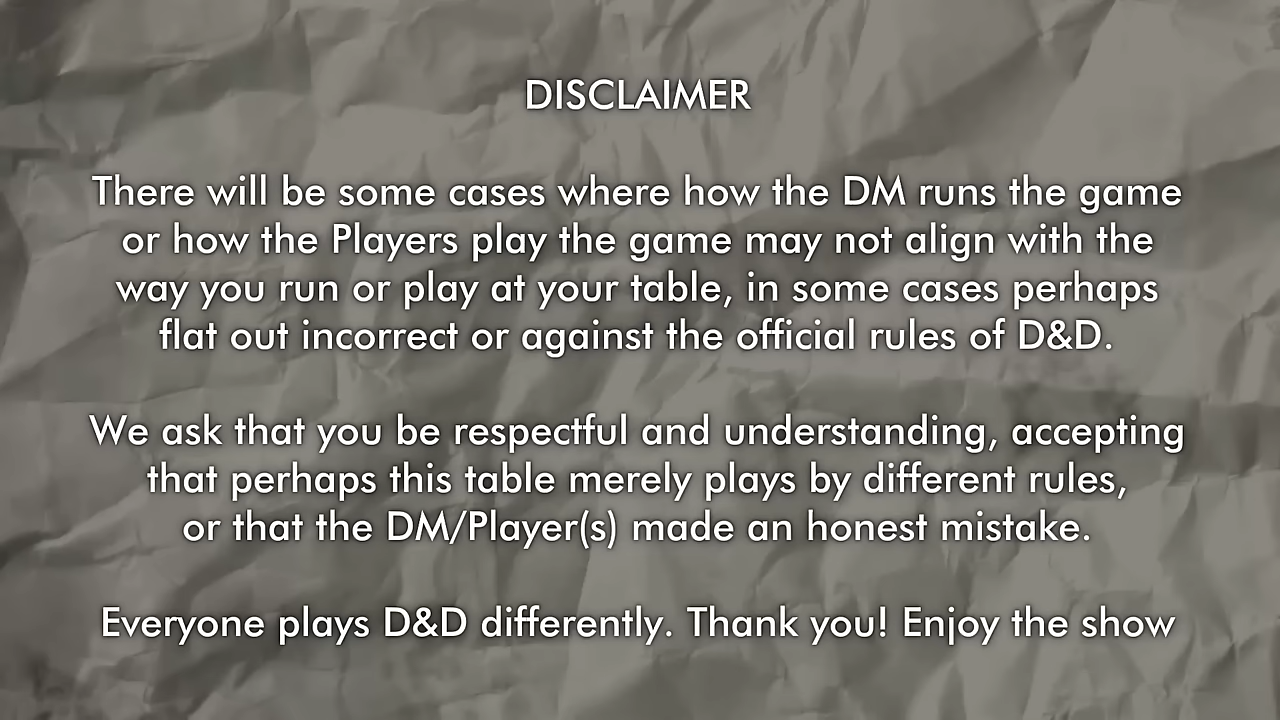 DISCLAIMER
There will be some cases where how the DM runs the game
or how the Players play the game may not align with the
way you run or play at your table, in some cases perhaps
flat out incorrect or against the official rules of D&D.
We ask that you be respectful and understanding, accepting
that perhaps this table merely plays by different rules,
or that the DM/Player(s) made an honest mistake.
Everyone plays D&D differently. Thank you! Enjoy the show